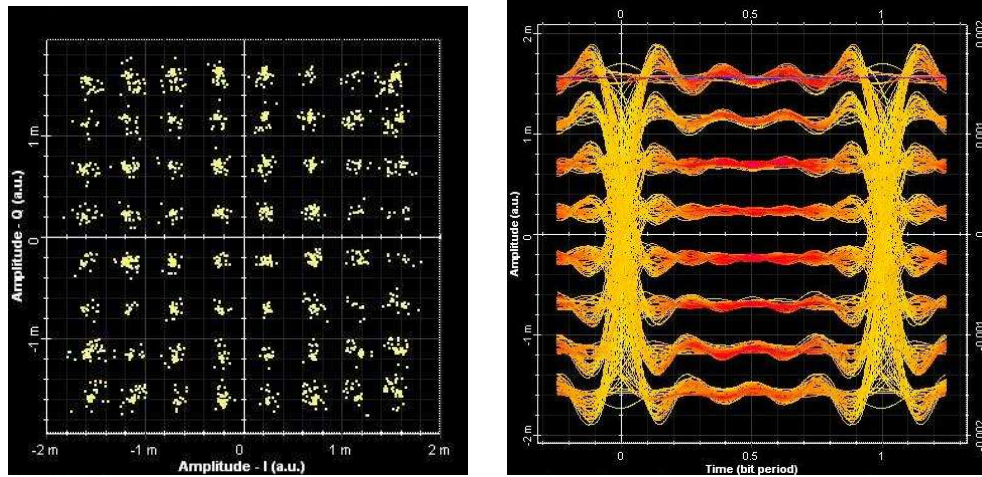 Amplitude - Q (a.u.)
1 m
0
-1 m
-2 m
-1 m
0
1 m
2 m
Amplitude - I (a.u.)
0
0.5
1
Amplitude (a.u.)
2 m
1 m
0
-1 m
-2 m
0.002
0.001
0
-0.001
-0.002
0
0.5
1
Time (bit period)